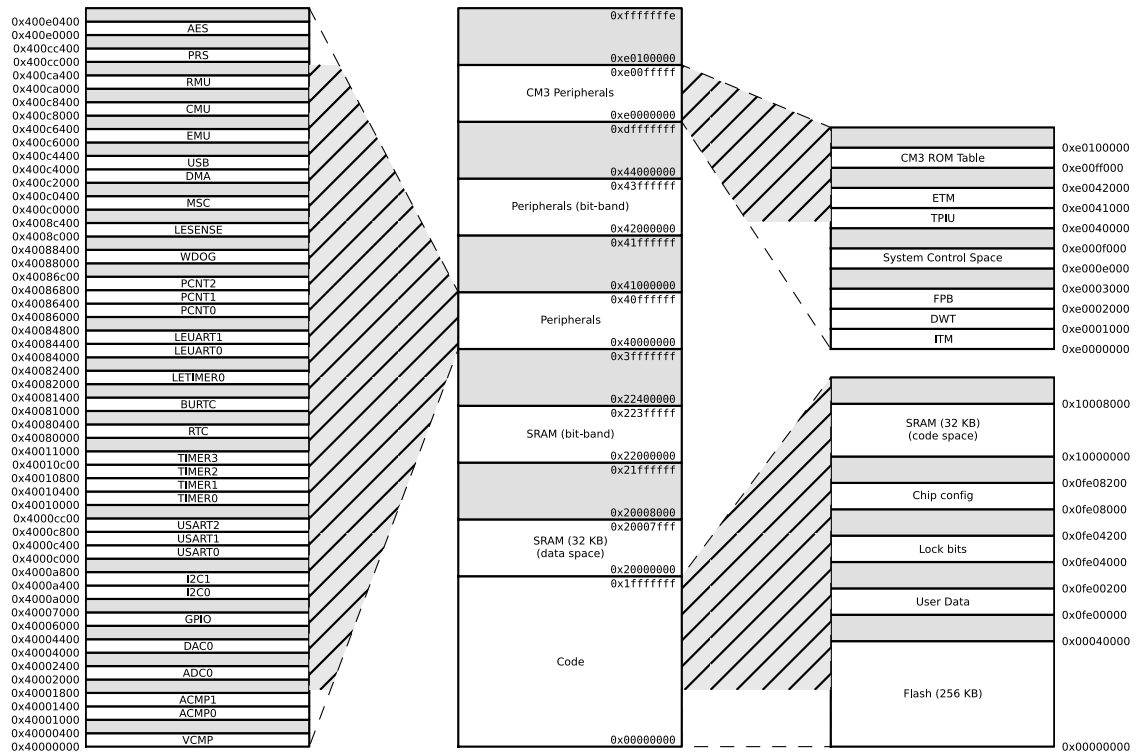 0x400e0400
AES
0x400e0000
0x400cc400
PRS
0x400cc000
0x400ca400
RMU
0x400ca000
0x400c8400
CMU
0x400c8000
0x400c6400
EMU
0x400c6000
0x400c4400
USB
0x400c4000
DMA
0x400c2000
0x400c0400
MSC
0x400c0000
0x4008c400
LESENSE
0x4008c000
0x40088400
WDOG
0x40088000
0x40086c00
PCNT2
0x40086800
PCNT1
0x40086400
PCNT0
0x40086000
0x40084800
LEUART1
0x40084400
LEUART0
0x40084000
0x40082400
LETIMER0
0x40082000
0x40081400
BURTC
0x40081000
0x40080400
RTC
0x40080000
0x40011000
TIMER3
0x40010c00
TIMER2
0x40010800
TIMER1
0x40010400
TIMER0
0x40010000
0x4000cc00
USART2
0x4000c800
USART1
0x4000c400
USART0
0x4000c000
0x4000a800
I2C1
0x4000a400
I2C0
0x4000a000
0x40007000
GPIO
0x40006000
0x40004400
DAC0
0x40004000
0x40002400
ADC0
0x40002000
0x40001800
ACMP1
0x40001400
ACMP0
0x40001000
0x40000400
VCMP
0x40000000
0xfffffffe
0xe0100000
0xe00fffff
CM3 Peripherals
0xe0000000
0xdfffffff
0x44000000
0x43ffffff
Peripherals (bit-band)
0x42000000
0x41ffffff
0x41000000
0x40ffffff
Peripherals
0x40000000
0x3fffffff
0x22400000
0x223fffff
SRAM (bit-band)
0x22000000
0x21ffffff
0x20008000
0x20007fff
SRAM (32 KB)
(data space)
0x20000000
0x1fffffff
Code
0x00000000
0xe0100000
CM3 ROM Table
0xe00ff000
0xe0042000
ETM
0xe0041000
TPIU
0xe0040000
0xe000f000
System Control Space
0xe000e000
0xe0003000
FPB
0xe0002000
DWT
0xe0001000
ITM
0xe0000000
0x10008000
SRAM (32 KB)
(code space)
0x10000000
0x0fe08200
Chip config
0x0fe08000
0x0fe04200
Lock bits
0x0fe04000
0x0fe00200
User Data
0x0fe00000
0x00040000
Flash (256 KB)
0x00000000